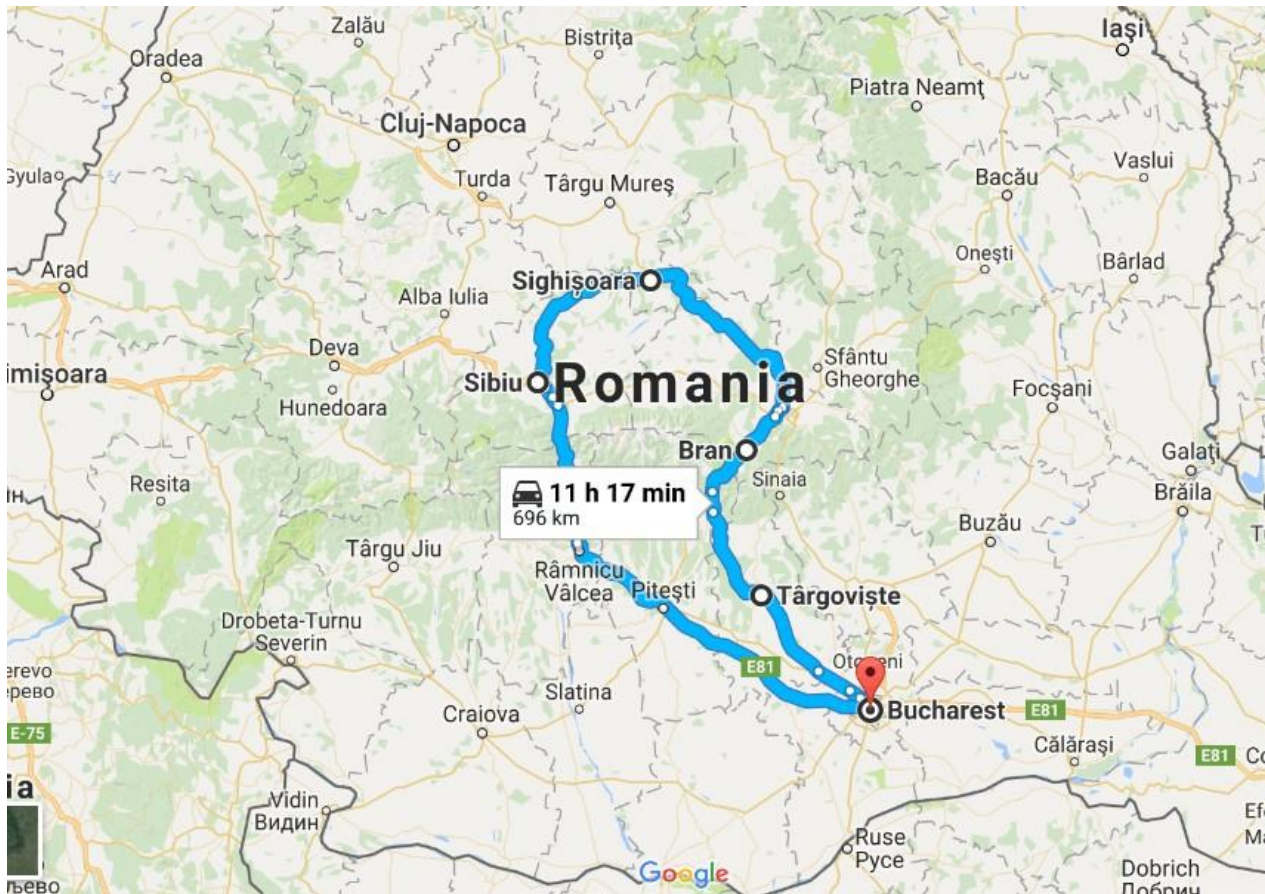 Zalău
Bistrița
Iași
Oradea
Piatra Neamț
Cluj-Napoca
Gyula
Turda
Târgu Mureș
Bacău
Vaslui
Onești
Bârlad
Arad
Sighișoara
Alba Iulia
Deva
Sfântu
Gheorghe
imișoara
Sibiu
Romania
Hunedoara
Focșani
Bran
Galați
Sinaia
Resita
11 h 17 min
696 km
Brăila
Buzău
Târgu Jiu
Râmnicu
Vâlcea
Pitești
Târgoviște
Drobeta-Turnu
Severin
E81
Slatina
Craiova
Bucharest
E81
E-75
Călărași
E81
Vidin
Видин
Ruse
Русе
Google
Dobrich
Добрич